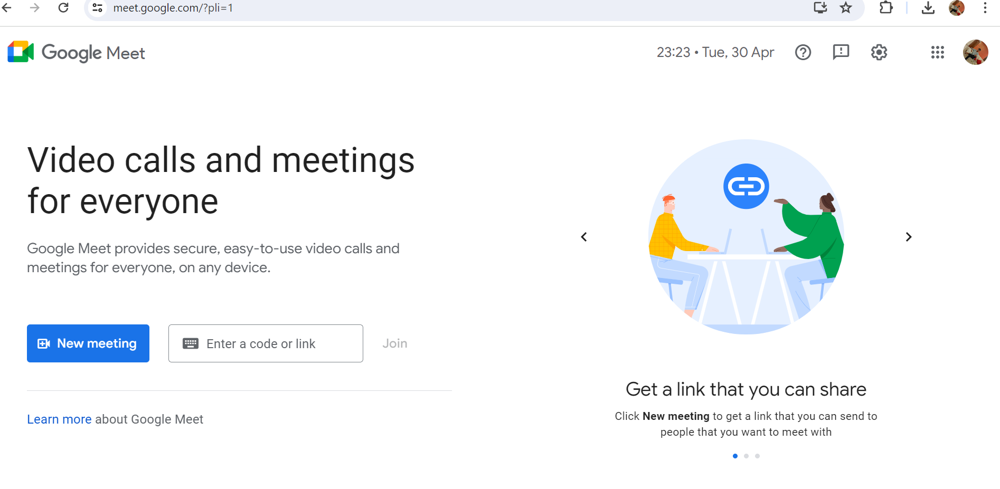 meet.google.com/?pli=1
Google Meet
23:23 • Tue, 30 Apr
Video calls and meetings
for everyone
Google Meet provides secure, easy-to-use video calls and
meetings for everyone, on any device.
New meeting
Enter a code or link
Join
Learn more about Google Meet
Get a link that you can share
Click New meeting to get a link that you can send to
people that you want to meet with